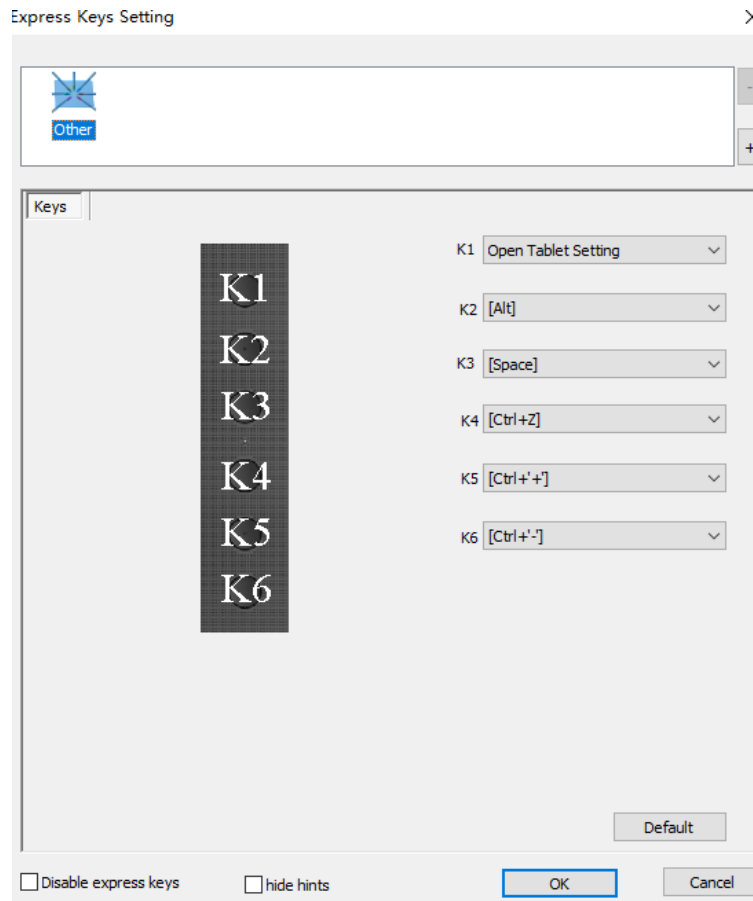 Express Keys Setting
Other
Keys
K1
K2
K3
K4
K5
K6
K1 Open Tablet Setting
K2 [Alt]
K3 [Space]
K4 [Ctrl+Z]
K5 [Ctrl+'+']
K6 [Ctrl+'-']
Default
Disable express keys
hide hints
OK
Cancel